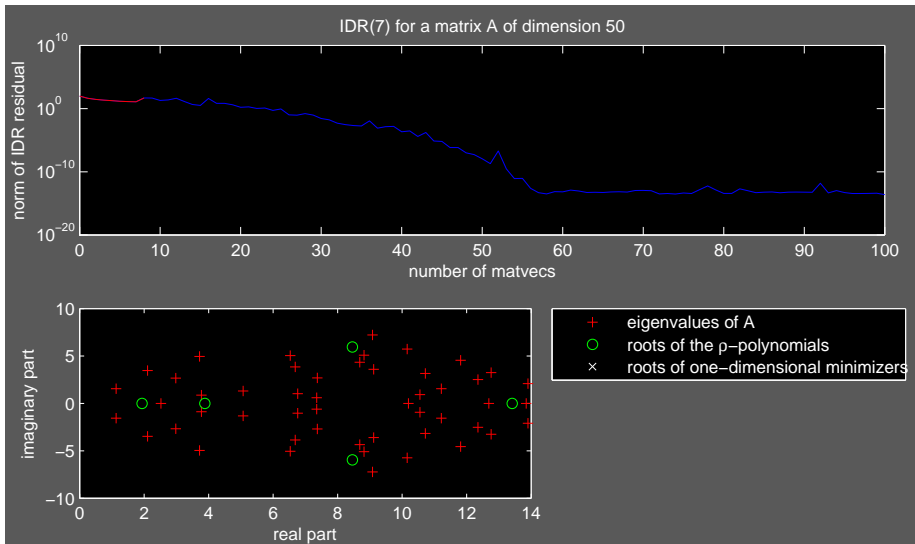 IDR(7) for a matrix A of dimension 50
norm of IDR residual
10^10
10^0
10^-10
10^-20
0 10 20 30 40 50 60 70 80 90 100
number of matvecs
imaginary part
10
5
0
-5
-10
0 2 4 6 8 10 12 14
real part
eigenvalues of A
roots of the ρ-polynomials
roots of one-dimensional minimizers